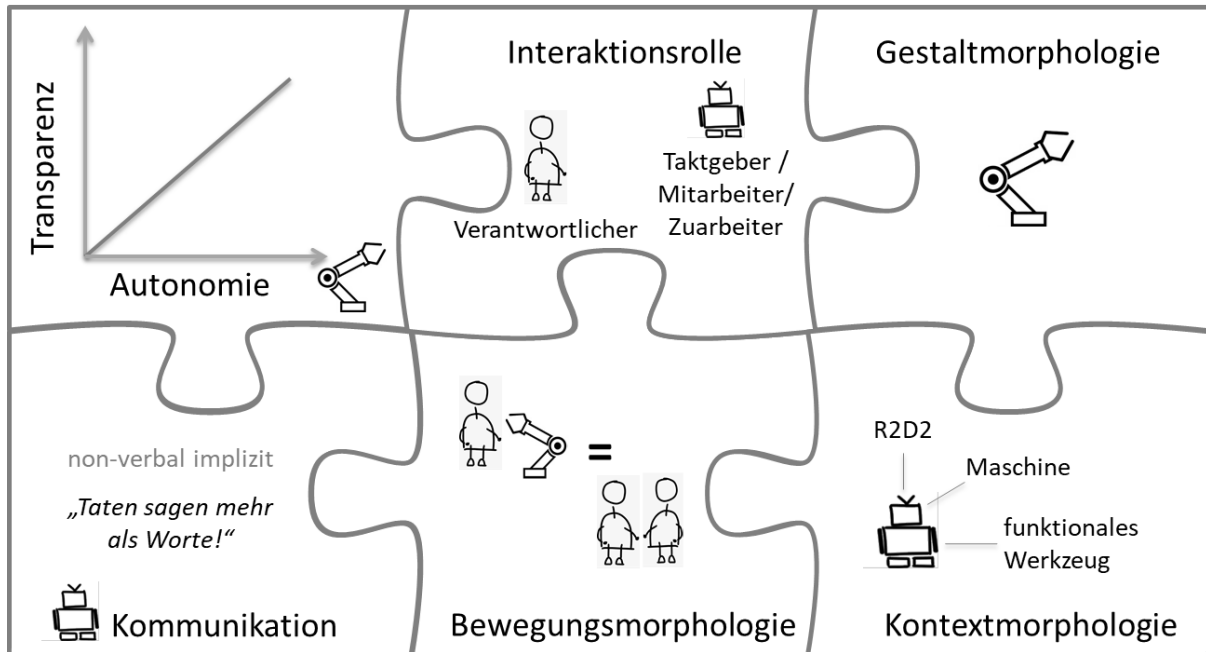 Transparenz
Autonomie
Interaktionsrolle
Verantwortlicher
Taktgeber /
Mitarbeiter/
Zuarbeiter
Gestaltmorphologie
non-verbal implizit
„Taten sagen mehr
als Worte!“
Kommunikation
=
Bewegungsmorphologie
R2D2
Maschine
funktionales
Werkzeug
Kontextmorphologie